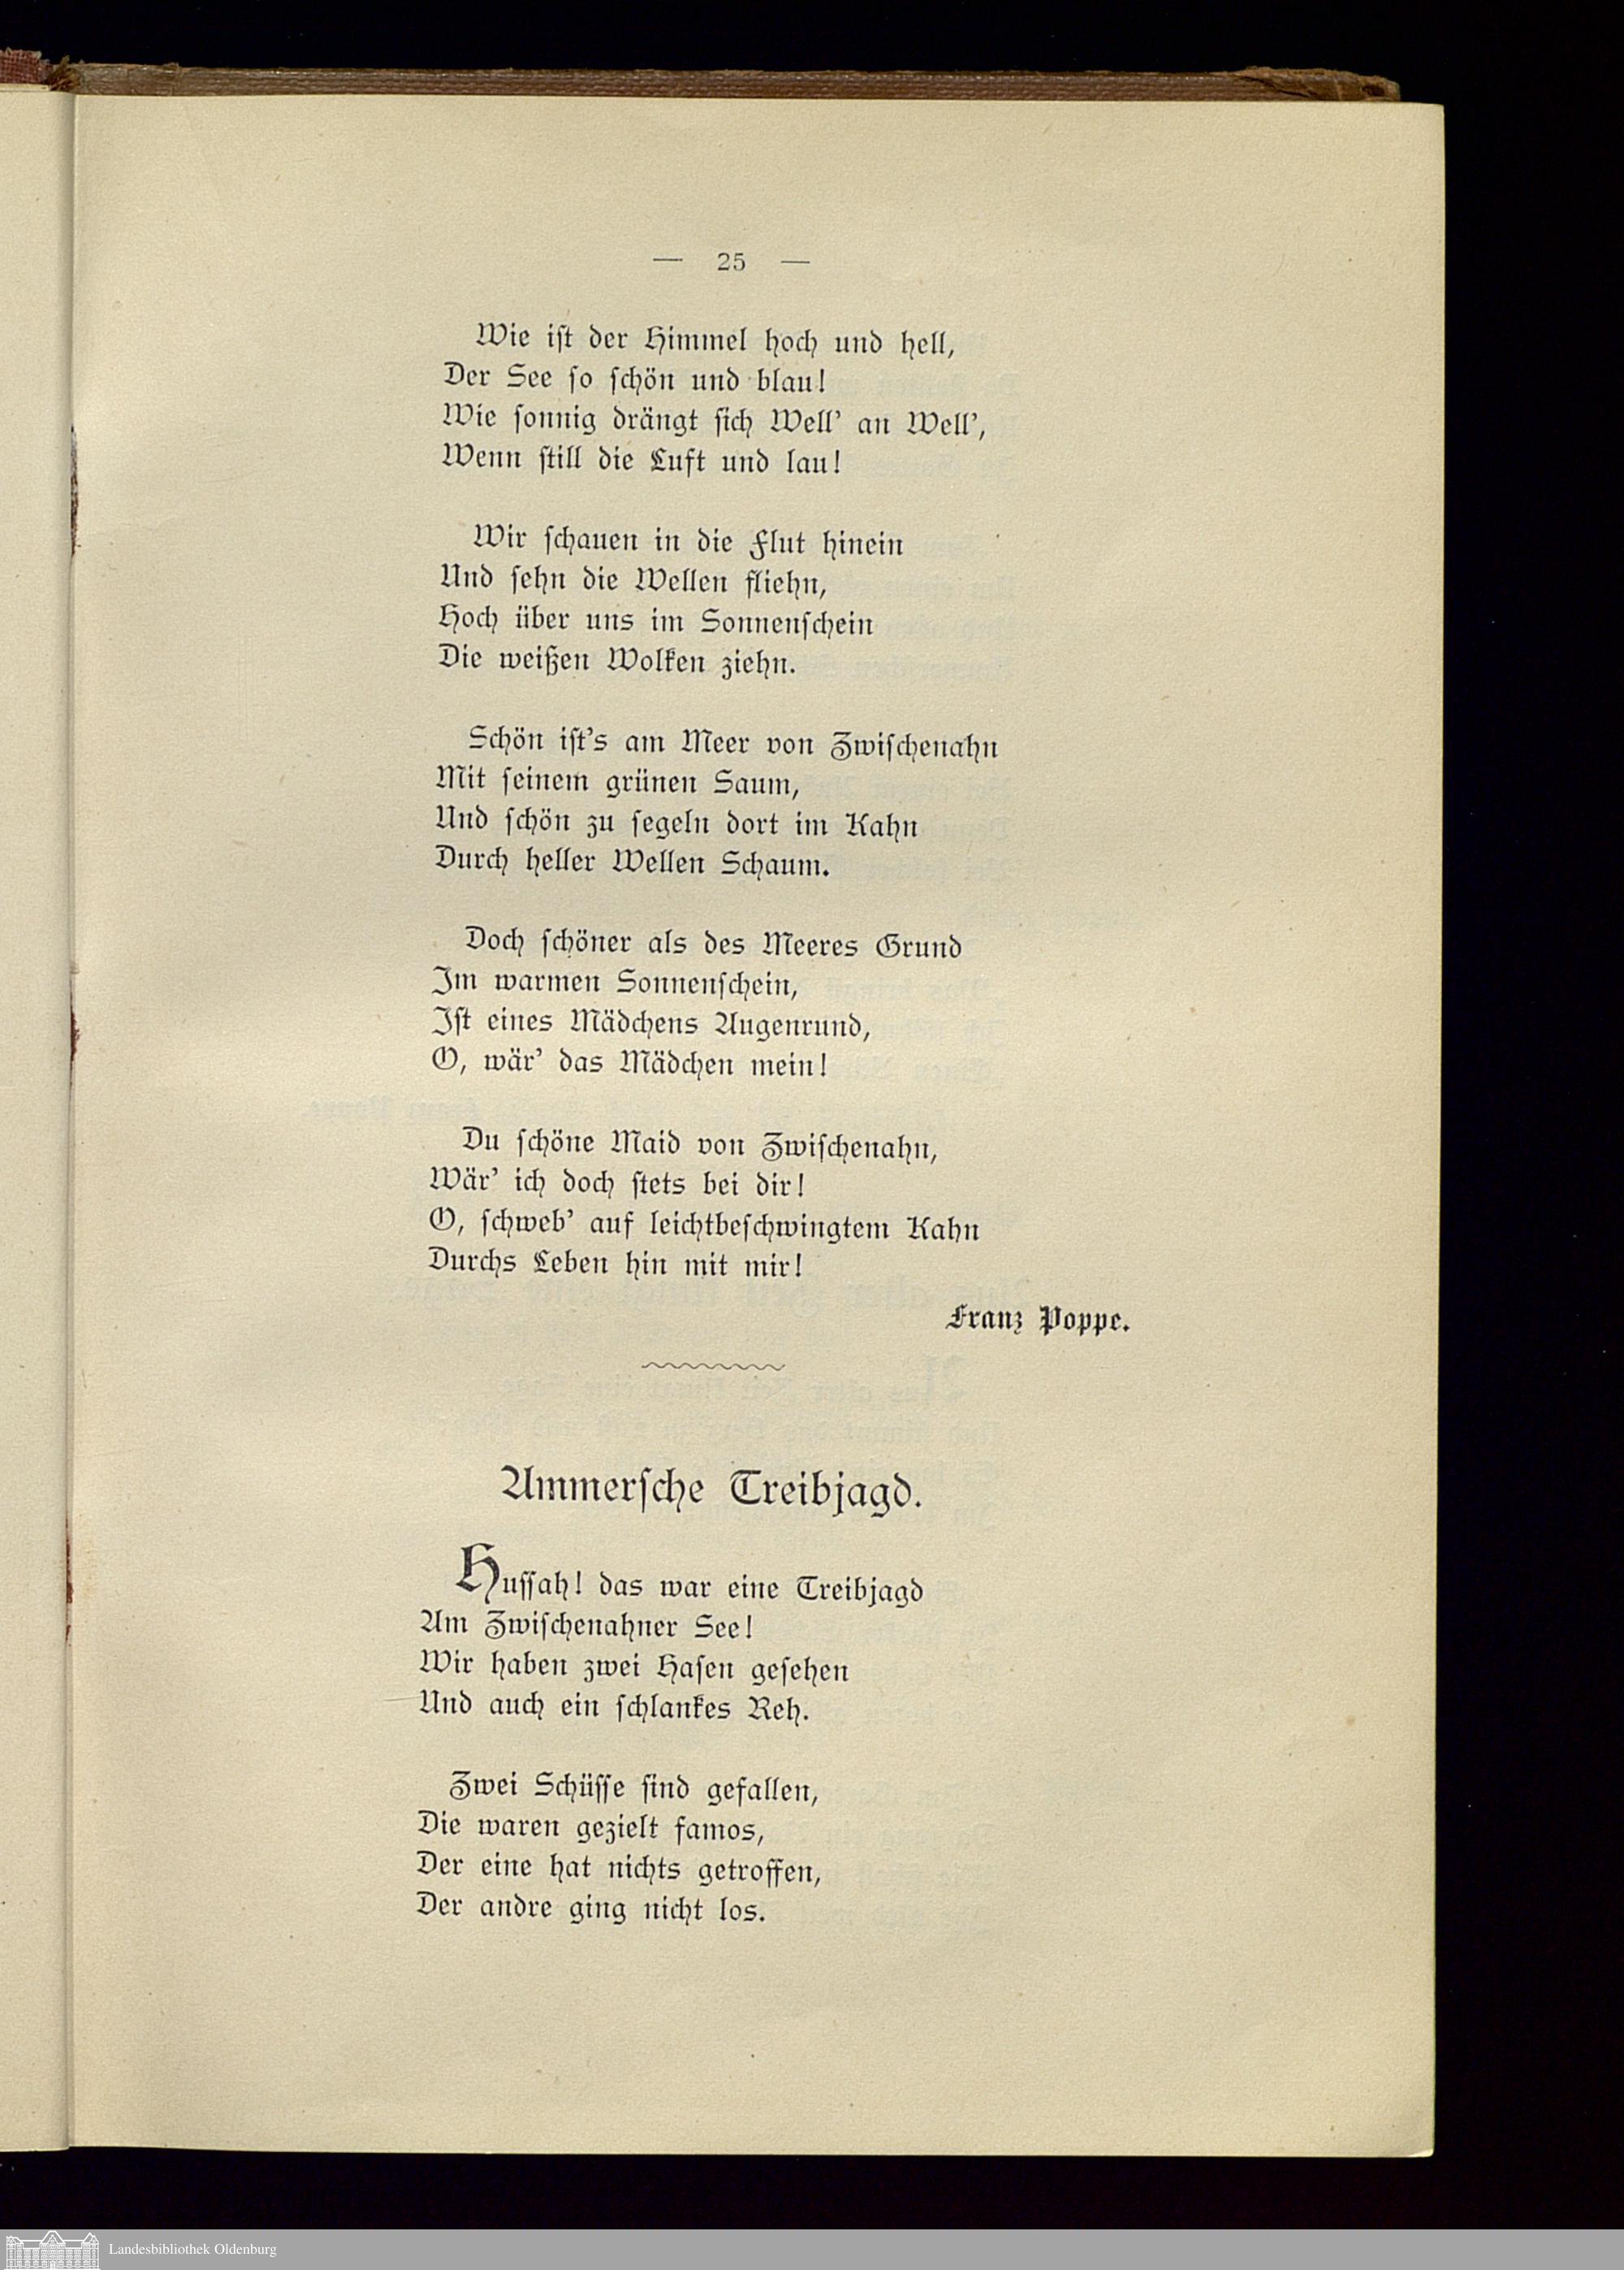 — 25 —
Wie ist der Himmel hoch und hell,
Der See so schön und blau!
Wie sonnig drängt sich Well' an Well',
Wenn still die Luft und lau!
Wir schauen in die Flut hinein
Und sehn die Wellen fliehn,
Hoch über uns im Sonnenschein
Die weißen Wolken ziehn.
Schön ist's am Meer von Zwischenahn
Mit seinem grünen Saum,
Und schön zu segeln dort im Kahn
Durch heller Wellen Schaum.
Doch schöner als des Meeres Grund
Im warmen Sonnenschein,
Ist eines Mädchens Augenrund,
O, wär' das Mädchen mein!
Du schöne Maid von Zwischenahn,
Wär' ich doch stets bei dir!
O, schweb' auf leichtbeschwingtem Kahn
Durchs Leben hin mit mir!
Franz Poppe.
Ammersche Treibjagd.
Hussah! das war eine Treibjagd
Am Zwischenahner See!
Wir haben zwei Hasen gesehen
Und auch ein schlankes Reh.
Zwei Schüsse sind gefallen,
Die waren gezielt famos,
Der eine hat nichts getroffen,
Der andre ging nicht los.
Landesbibliothek Oldenburg